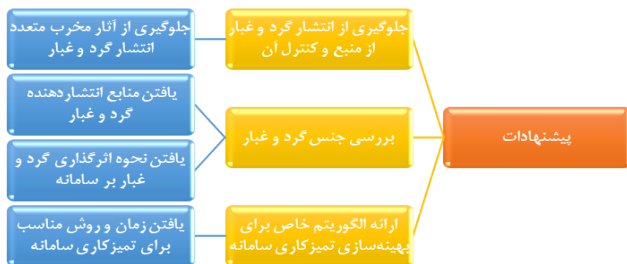 پیشنهادات
جلوگیری از انتشار گرد و غبار
از منبع و کنترل آن
جلوگیری از آثار مخرب متعدد
انتشار گرد و غبار
بررسی جنس گرد و غبار
یافتن منابع انتشاردهنده
گرد و غبار
یافتن نحوه اثرگذاری گرد و
غبار بر سامانه
ارائه الگوریتم خاص برای
بهینه‌سازی تمیزکاری سامانه
یافتن زمان و روش مناسب
برای تمیزکاری سامانه